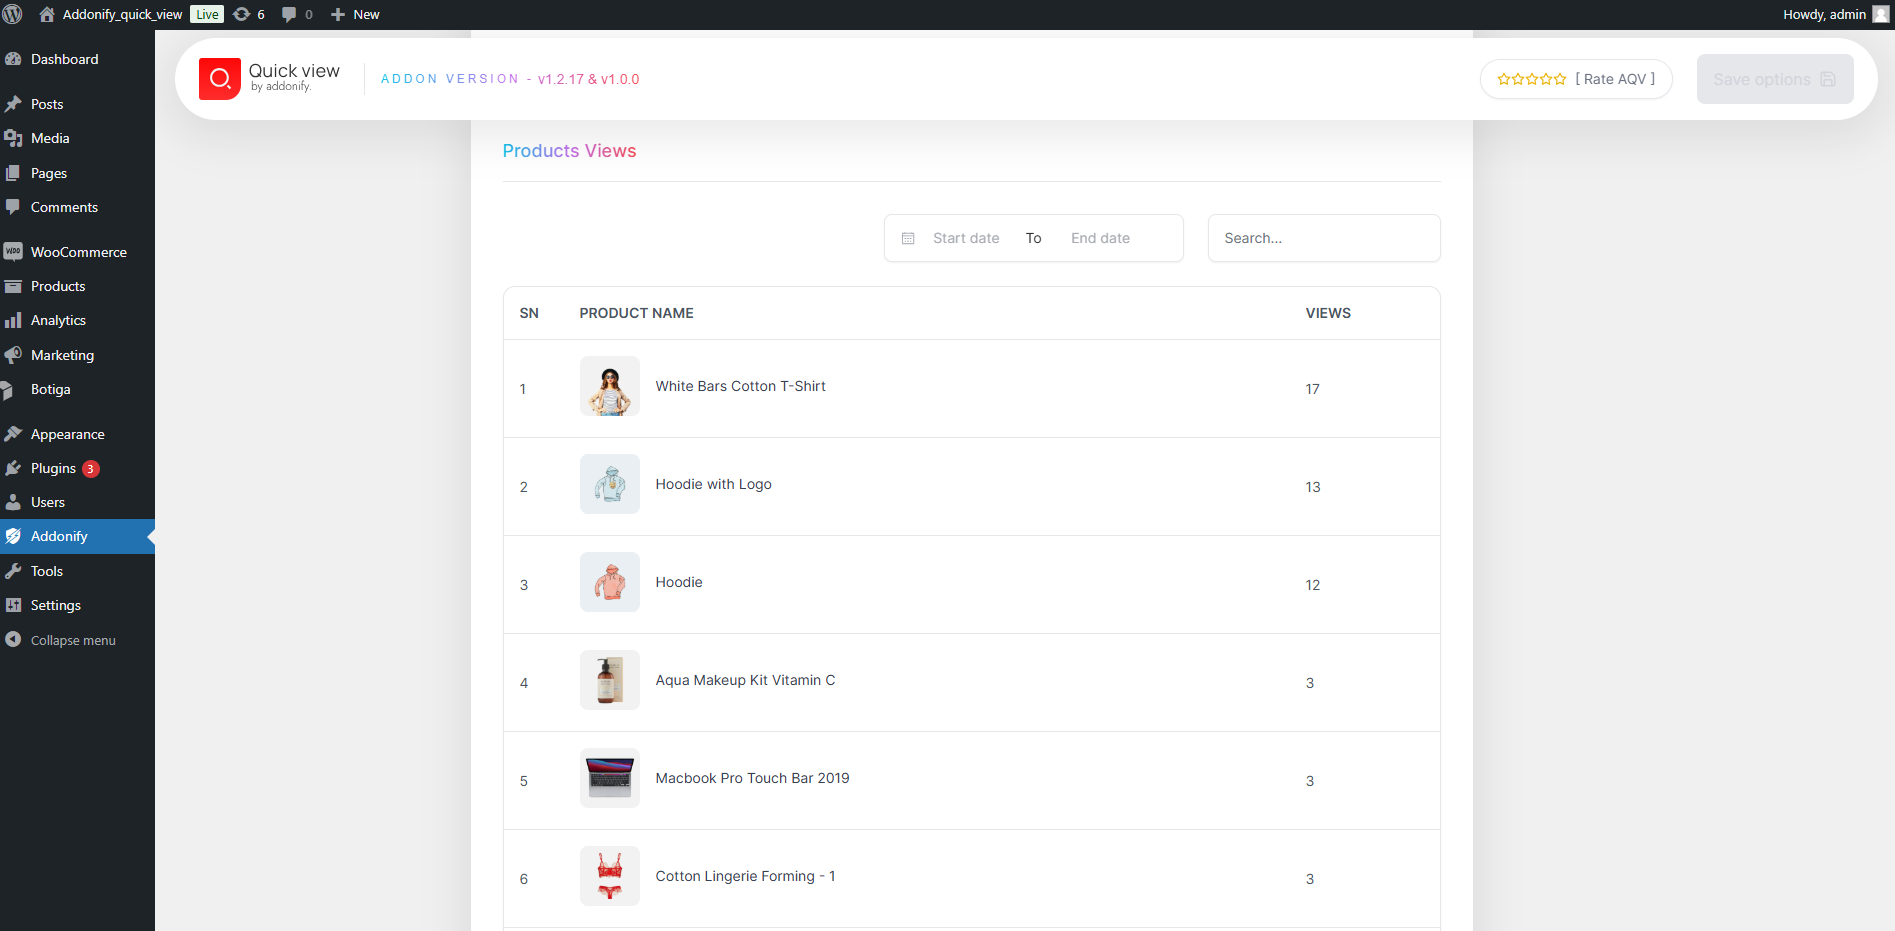 Addonify_quick_view Live 6 0 New Howdy, admin
Dashboard
Posts
Media
Pages
Comments
WooCommerce
Products
Analytics
Marketing
Botiga
Appearance
Plugins 3
Users
Addonify
Tools
Settings
Collapse menu
Quick view
by addonify.
ADDON VERSION - v1.2.17 & v1.0.0
[ Rate AQV ]
Save options
Products Views
Start date To End date
Search...
SN PRODUCT NAME VIEWS
1 White Bars Cotton T-Shirt 17
2 Hoodie with Logo 13
3 Hoodie 12
4 Aqua Makeup Kit Vitamin C 3
5 Macbook Pro Touch Bar 2019 3
6 Cotton Lingerie Forming - 1 3